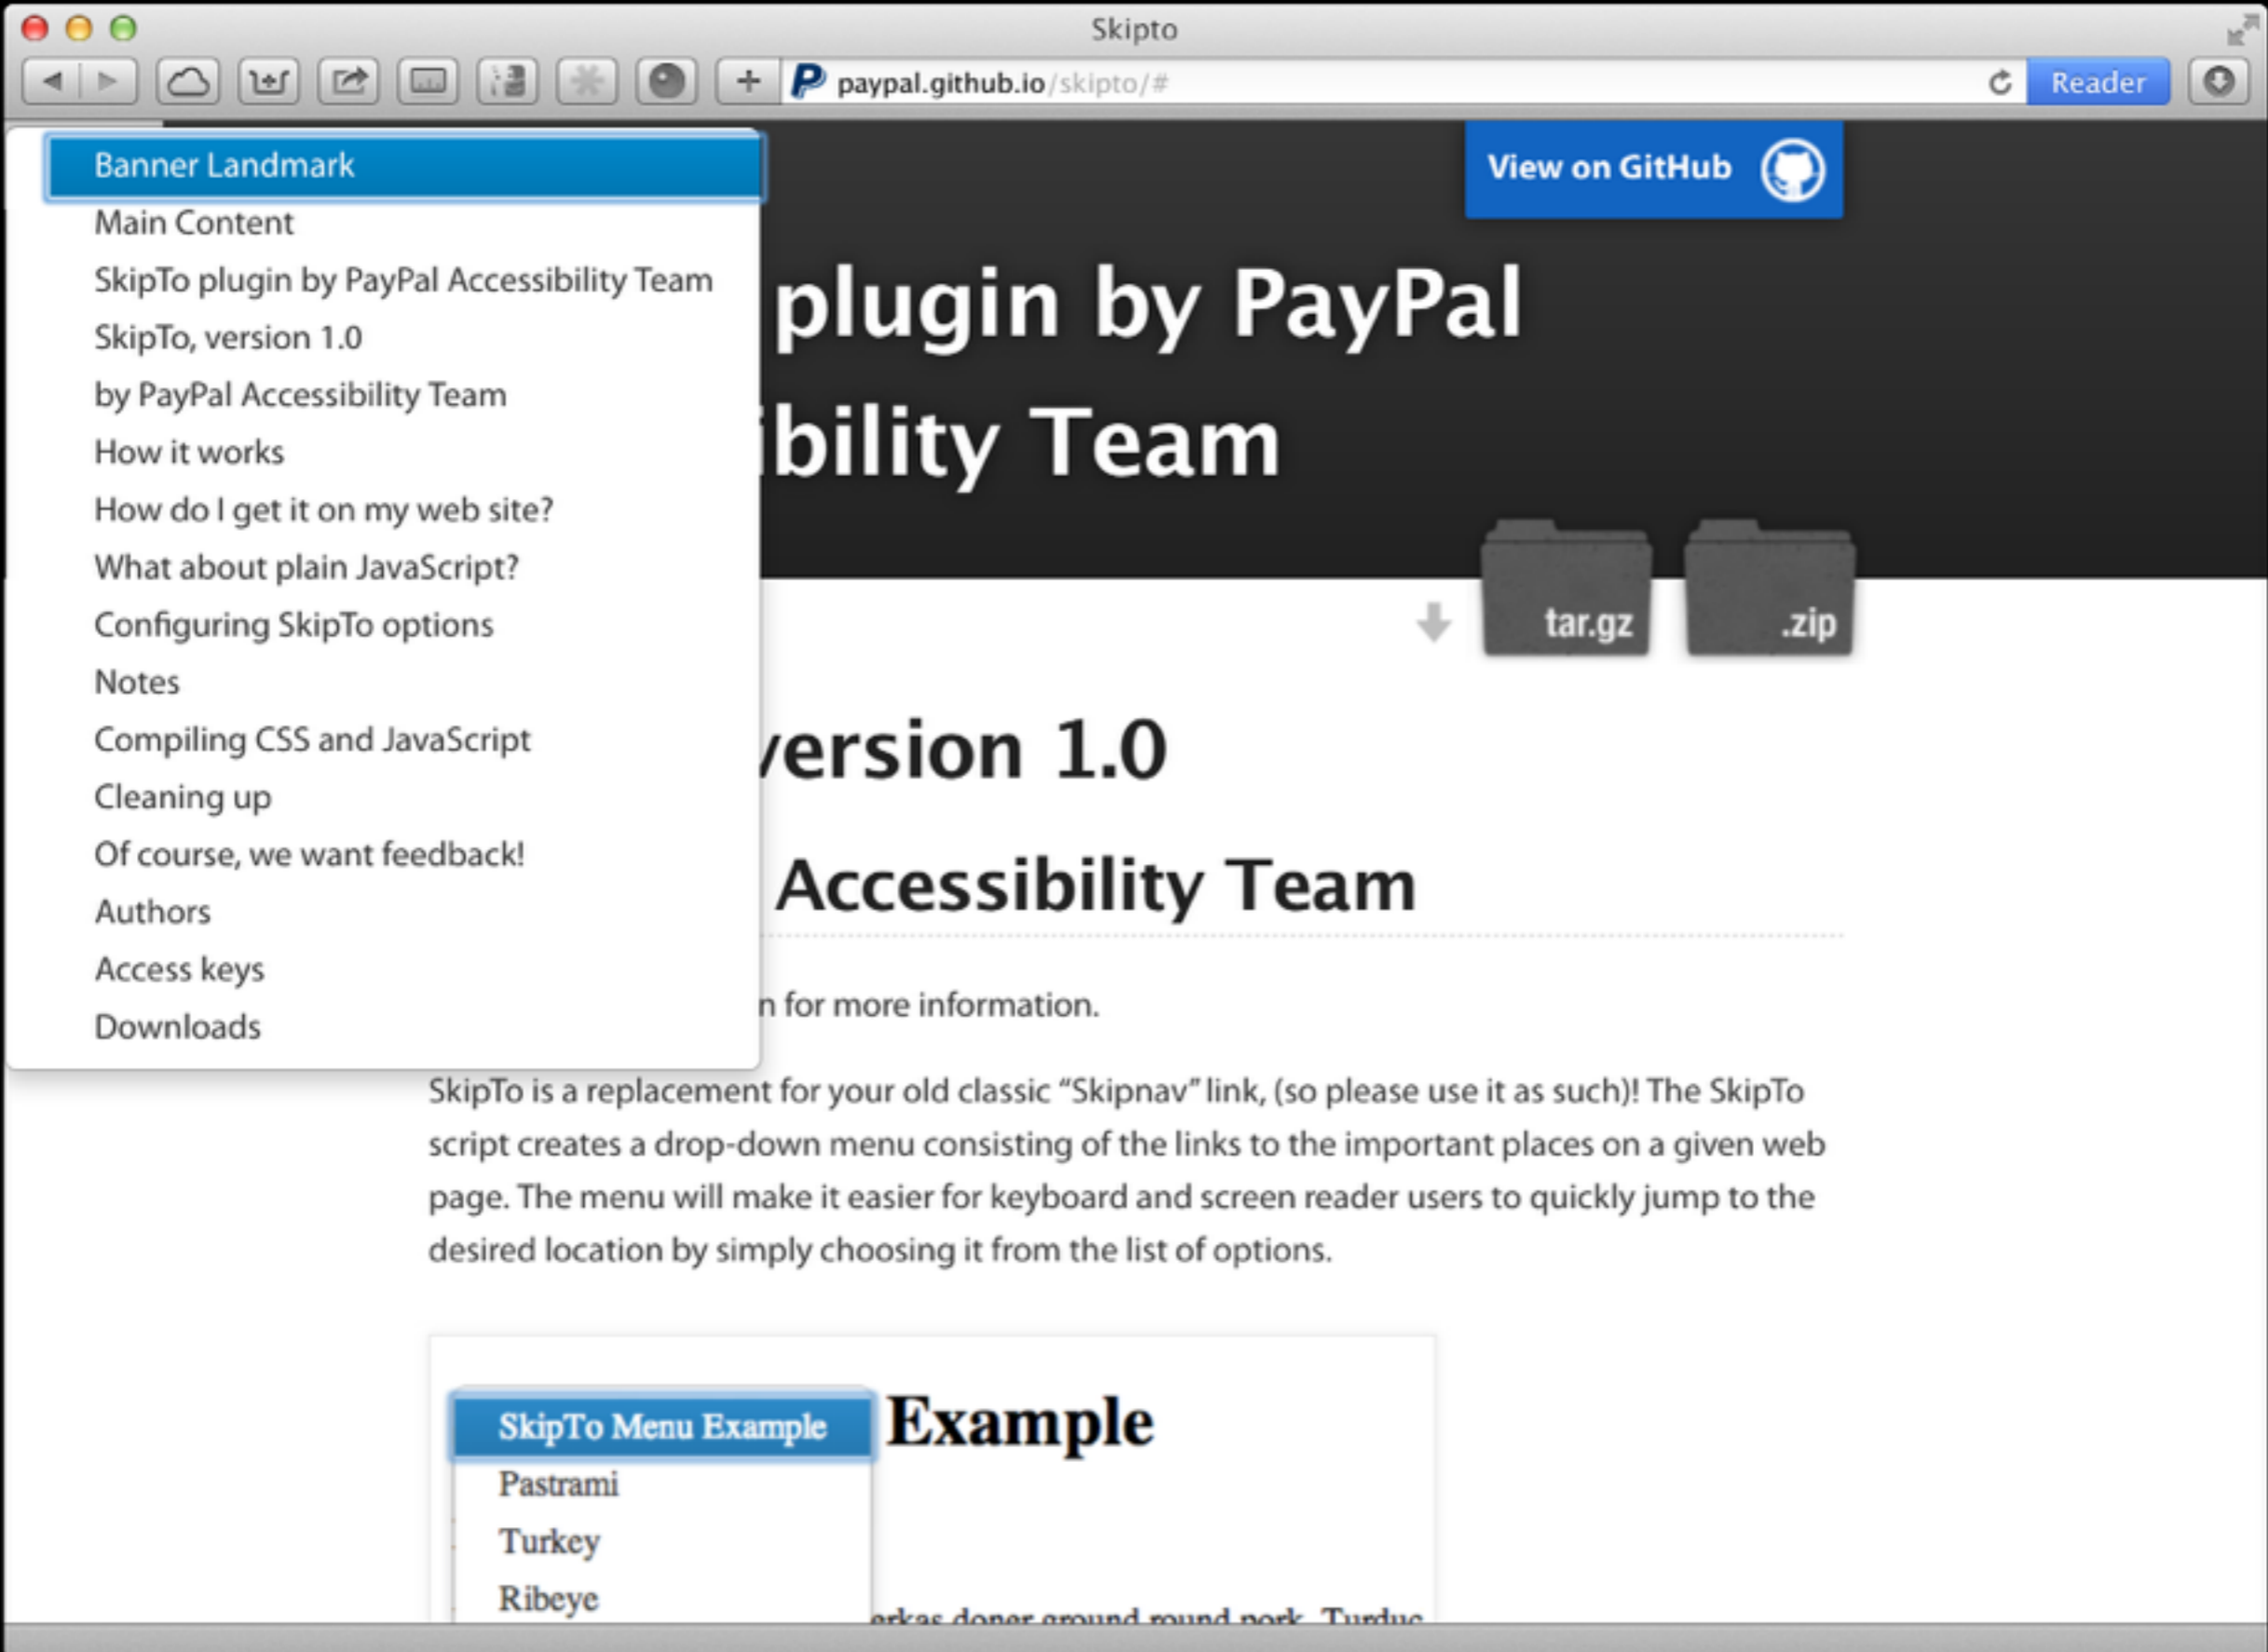 Skipto
paypal.github.io/skipto/#
Reader
Banner Landmark
Main Content
SkipTo plugin by PayPal Accessibility Team
SkipTo, version 1.0
by PayPal Accessibility Team
How it works
How do I get it on my web site?
What about plain JavaScript?
Configuring SkipTo options
Notes
Compiling CSS and JavaScript
Cleaning up
Of course, we want feedback!
Authors
Access keys
Downloads
View on GitHub
plugin by PayPal
ibility Team
tar.gz
.zip
version 1.0
Accessibility Team
n for more information.
SkipTo is a replacement for your old classic “Skipnav” link, (so please use it as such)! The SkipTo
script creates a drop-down menu consisting of the links to the important places on a given web
page. The menu will make it easier for keyboard and screen reader users to quickly jump to the
desired location by simply choosing it from the list of options.
SkipTo Menu Example
Example
Pastrami
Turkey
Ribeye
erkas doner ground round pork. Turduc